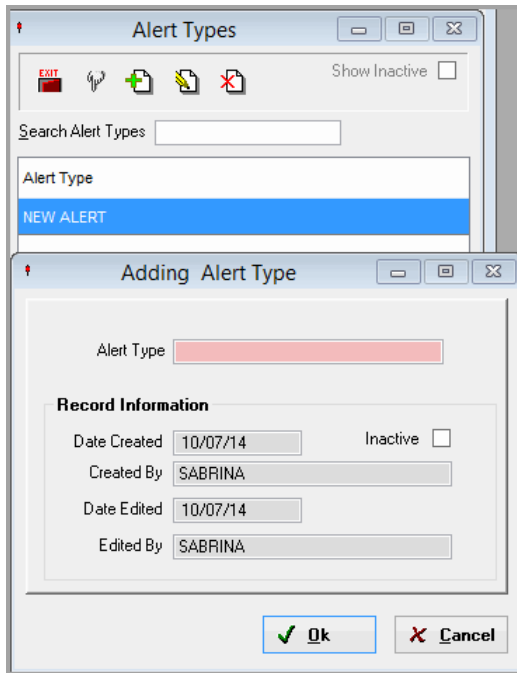 Alert Types
EXIT
Show Inactive
Search Alert Types
Alert Type
NEW ALERT
Adding Alert Type
Alert Type
Record Information
Date Created 10/07/14 Inactive
Created By SABRINA
Date Edited 10/07/14
Edited By SABRINA
Ok Cancel